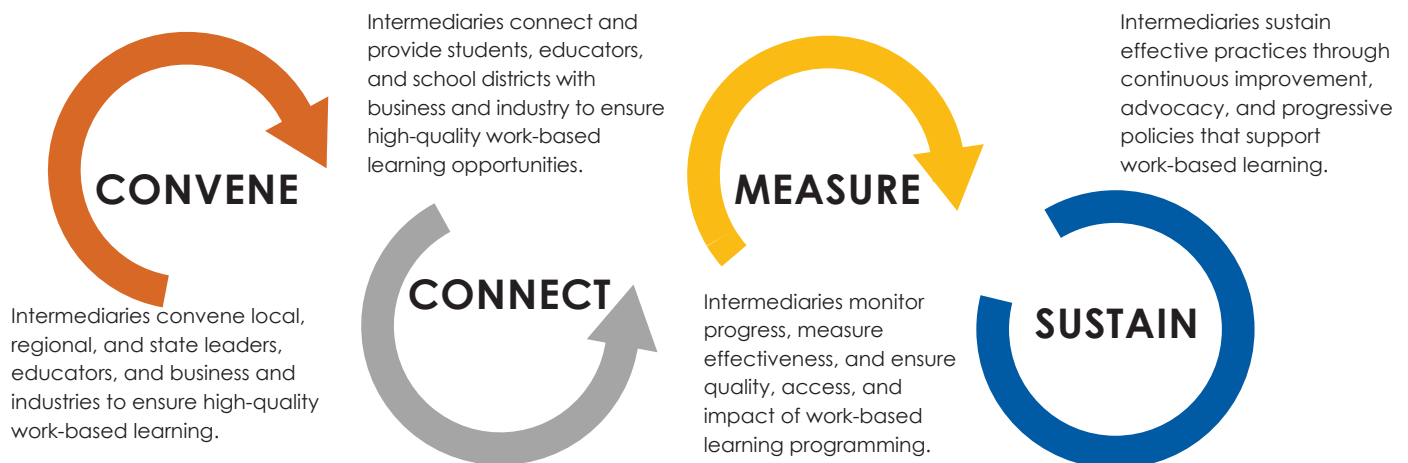 CONVENE
Intermediaries convene local,
regional, and state leaders,
educators, and business and
industries to ensure high-quality
work-based learning.
Intermediaries connect and
provide students, educators,
and school districts with
business and industry to ensure
high-quality work-based
learning opportunities.
CONNECT
MEASURE
Intermediaries monitor
progress, measure
effectiveness, and ensure
quality, access, and
impact of work-based
learning programming.
Intermediaries sustain
effective practices through
continuous improvement,
advocacy, and progressive
policies that support
work-based learning.
SUSTAIN